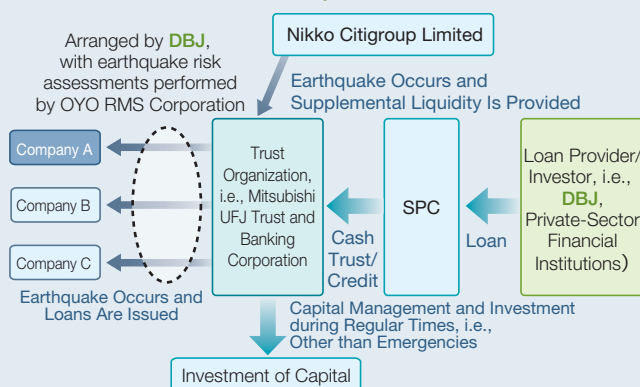 Nikko Citigroup Limited
Arranged by DBJ,
with earthquake risk
assessments performed
by OYO RMS Corporation
Earthquake Occurs and
Supplemental Liquidity Is Provided
Company A
Company B
Company C
Trust
Organization,
i.e., Mitsubishi
UFJ Trust and
Banking
Corporation
SPC
Loan Provider/
Investor, i.e.,
DBJ,
Private-Sector
Financial
Institutions)
Cash
Trust/
Credit
Loan
Earthquake Occurs and
Loans Are Issued
Capital Management and Investment
during Regular Times, i.e.,
Other than Emergencies
Investment of Capital